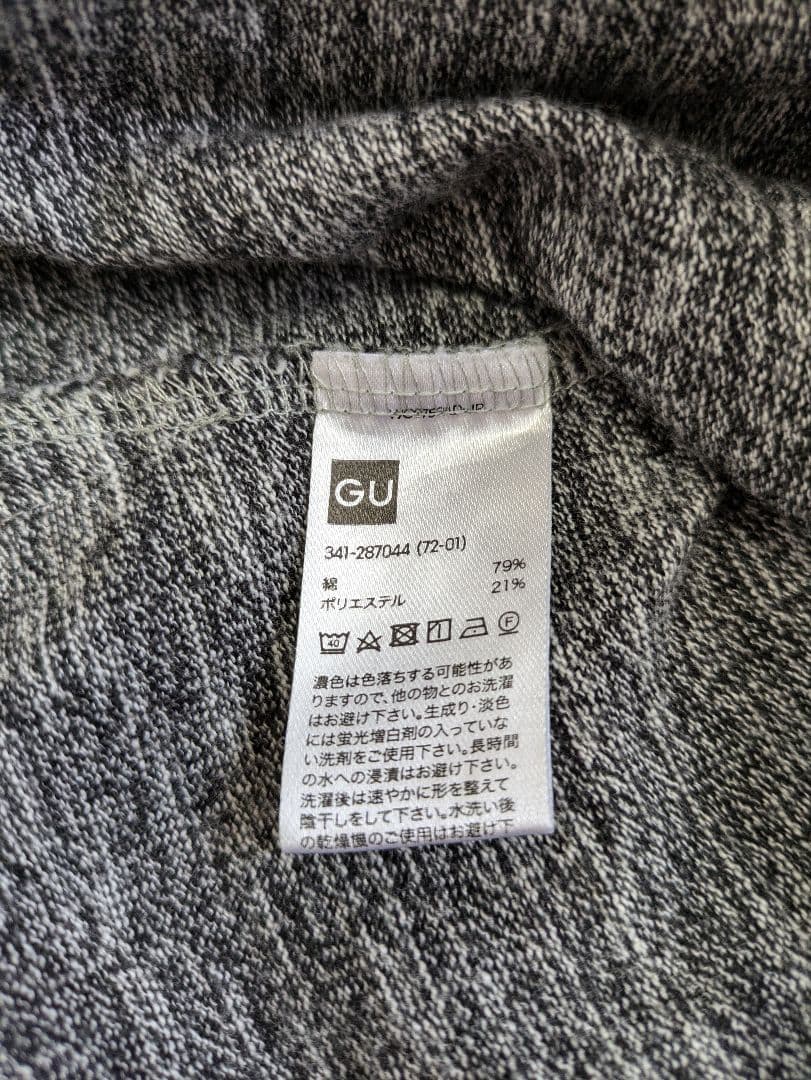 GU
341-287044 (72-01)
綿 79%
ポリエステル 21%
40
F
濃色は色落ちする可能性があ
りますので、他の物とのお洗濯
はお避け下さい。生成り・淡色
には蛍光増白剤の入っていな
い洗剤をご使用下さい。長時間
の水への浸漬はお避け下さい。
洗濯後は速やかに形を整えて
陰干しをして下さい。水洗い後
の乾燥機のご使用はお避け下